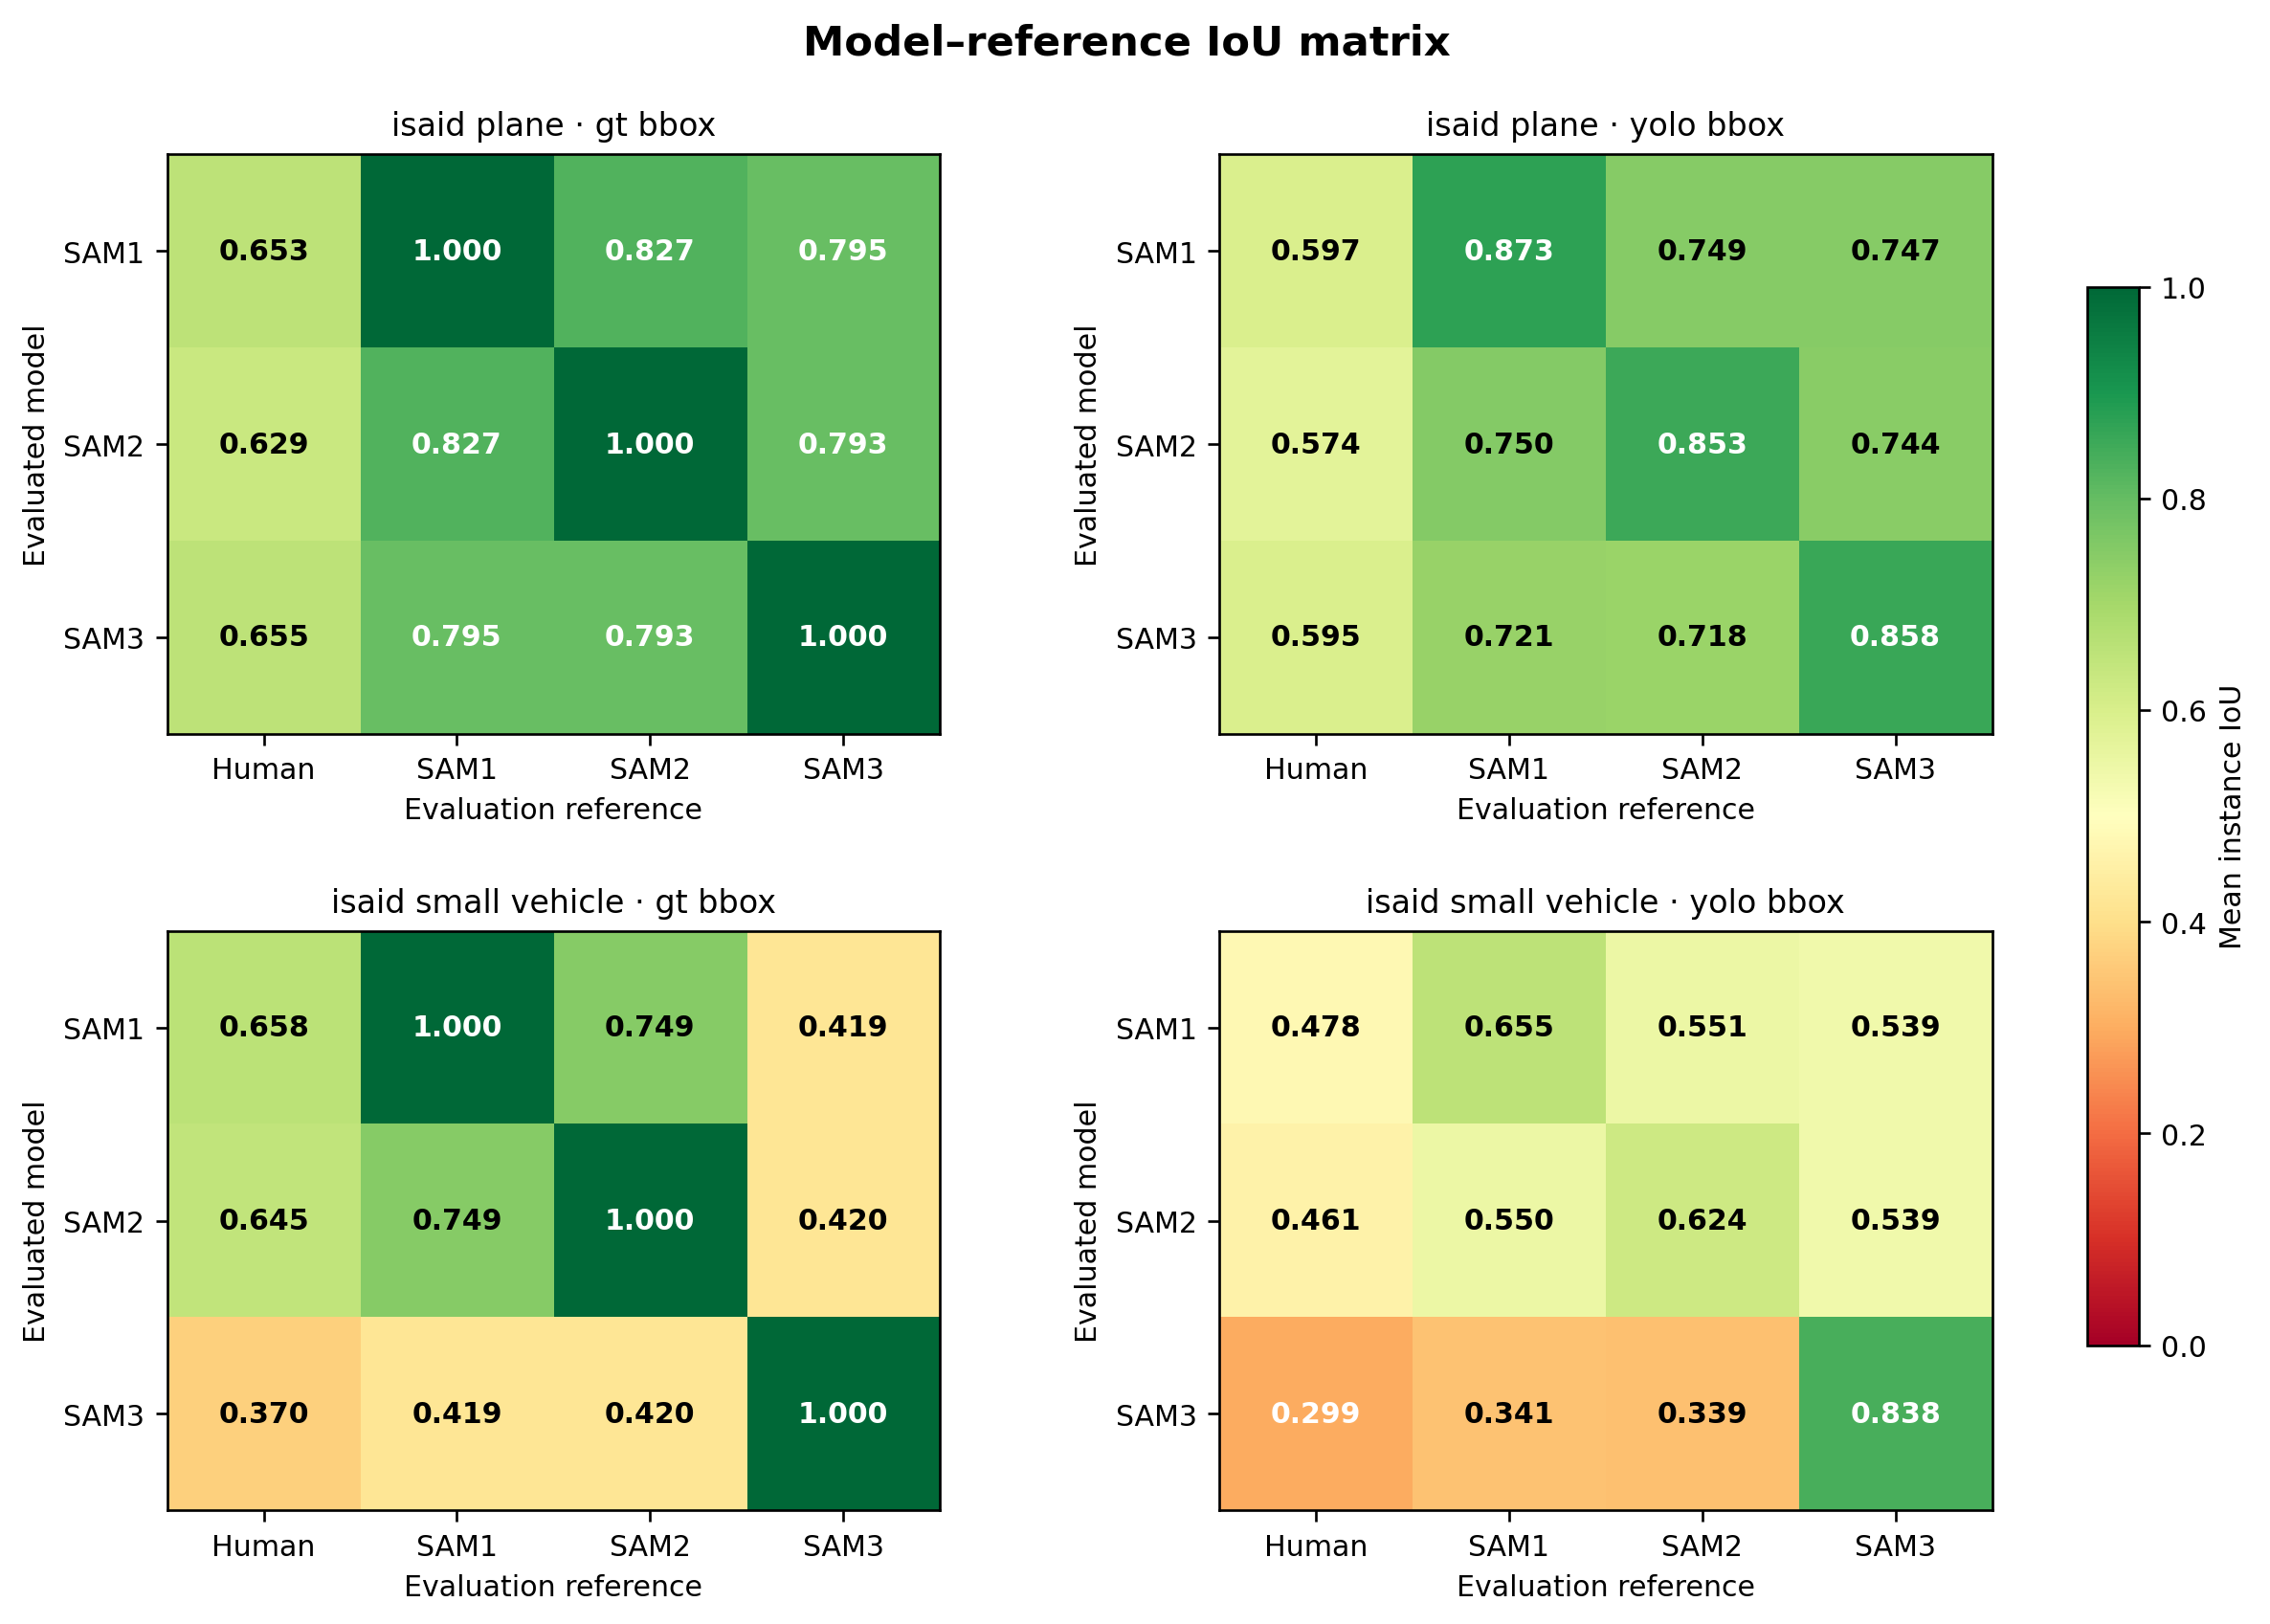 Model–reference IoU matrix
isaid plane · gt bbox
Evaluated model
SAM1 0.653 1.000 0.827 0.795
SAM2 0.629 0.827 1.000 0.793
SAM3 0.655 0.795 0.793 1.000
Human SAM1 SAM2 SAM3
Evaluation reference
isaid plane · yolo bbox
Evaluated model
SAM1 0.597 0.873 0.749 0.747
SAM2 0.574 0.750 0.853 0.744
SAM3 0.595 0.721 0.718 0.858
Human SAM1 SAM2 SAM3
Evaluation reference
isaid small vehicle · gt bbox
Evaluated model
SAM1 0.658 1.000 0.749 0.419
SAM2 0.645 0.749 1.000 0.420
SAM3 0.370 0.419 0.420 1.000
Human SAM1 SAM2 SAM3
Evaluation reference
isaid small vehicle · yolo bbox
Evaluated model
SAM1 0.478 0.655 0.551 0.539
SAM2 0.461 0.550 0.624 0.539
SAM3 0.299 0.341 0.339 0.838
Human SAM1 SAM2 SAM3
Evaluation reference
1.0
0.8
0.6
0.4
0.2
0.0
Mean instance IoU